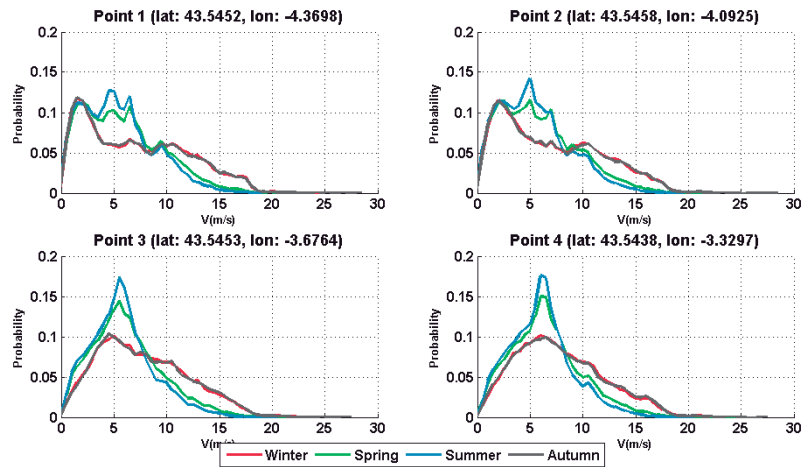 Point 1 (lat: 43.5452, lon: -4.3698)
0.2
0.15
0.1
0.05
0
Probability
0 5 10 15 20 25 30
V(m/s)
Point 2 (lat: 43.5458, lon: -4.0925)
0.2
0.15
0.1
0.05
0
Probability
0 5 10 15 20 25 30
V(m/s)
Point 3 (lat: 43.5453, lon: -3.6764)
0.2
0.15
0.1
0.05
0
Probability
0 5 10 15 20 25 30
V(m/s)
Point 4 (lat: 43.5438, lon: -3.3297)
0.2
0.15
0.1
0.05
0
Probability
0 5 10 15 20 25 30
V(m/s)
Winter Spring Summer Autumn